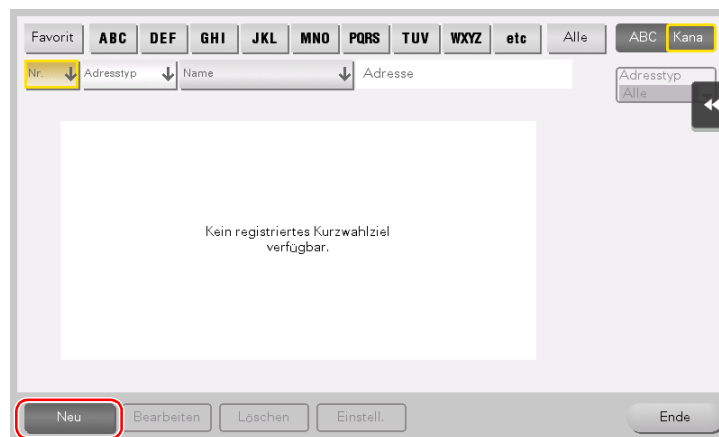 Favorit ABC DEF GHI JKL MNO PQRS TUV WXYZ etc Alle ABC Kana
Nr. Adresstyp Name Adresse Adresstyp
Alle
Kein registriertes Kurzwahlziel
verfügbar.
Neu Bearbeiten Löschen Einstell. Ende